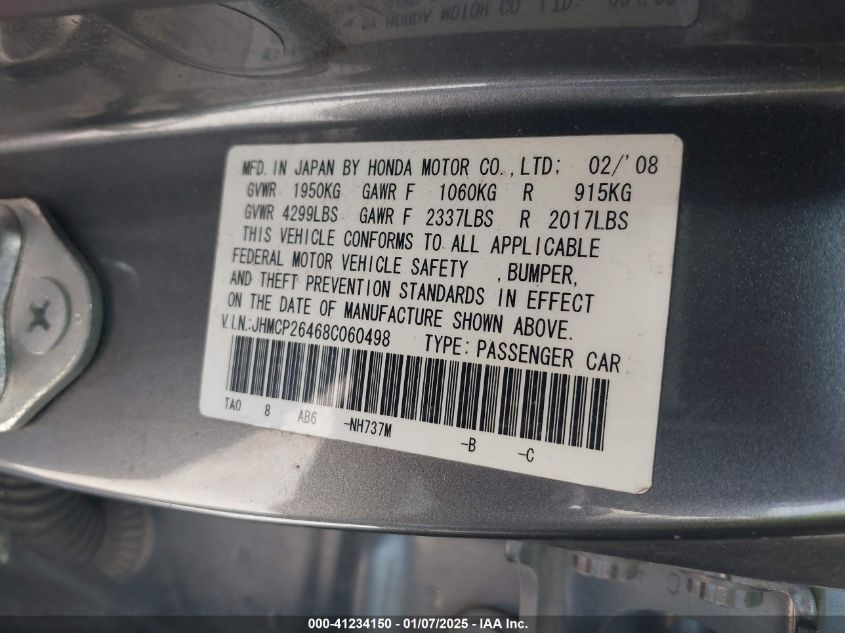 MFD. IN JAPAN BY HONDA MOTOR CO., LTD; 02/'08
GVWR 1950KG GAWR F 1060KG R 915KG
GVWR 4299LBS GAWR F 2337LBS R 2017LBS
THIS VEHICLE CONFORMS TO ALL APPLICABLE
FEDERAL MOTOR VEHICLE SAFETY ,BUMPER,
AND THEFT PREVENTION STANDARDS IN EFFECT
ON THE DATE OF MANUFACTURE SHOWN ABOVE.
V.I.N.:JHMCP26468C060498 TYPE:PASSENGER CAR
TA0 8 AB6 -NH737M -B -C
000-41234150 - 01/07/2025 - IAA Inc.